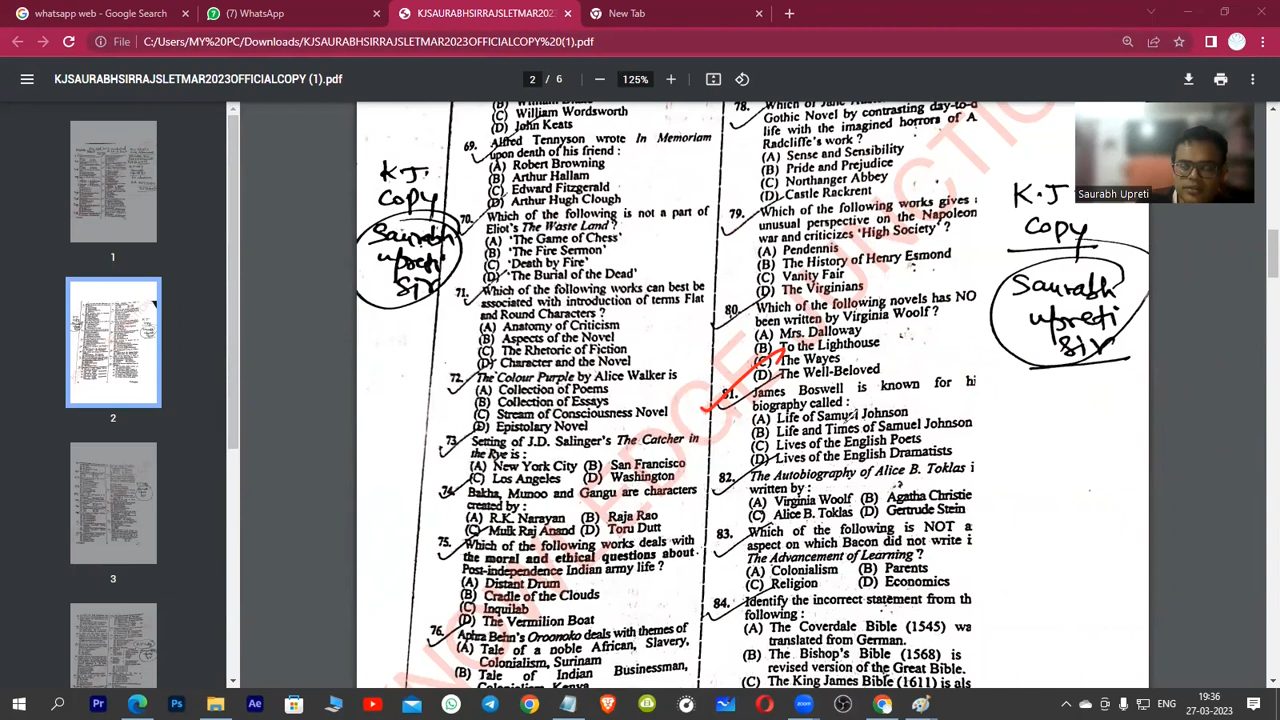 whatsapp web - Google Search
(7) WhatsApp
KJSAURABHSIRRAJSLETMAR2023OFFICIALCOPY
New Tab
File
C:/Users/MY%20PC/Downloads/KJSAURABHSIRRAJSLETMAR2023OFFICIALCOPY%20(1).pdf
KJSAURABHSIRRAJSLETMAR2023OFFICIALCOPY (1).pdf
2 / 6
125%
1
2
3
K.J.
copy
Saurabh
upreti
Sir
(C) William Wordsworth
(D) John Keats
69. Alfred Tennyson wrote In Memoriam
upon death of his friend :
(A) Robert Browning
(B) Arthur Hallam
(C) Edward Fitzgerald
(D) Arthur Hugh Clough
70. Which of the following is not a part of
Eliot's The Waste Land ?
(A) 'The Game of Chess'
(B) 'The Fire Sermon'
(C) 'Death by Fire'
(D) 'The Burial of the Dead'
71. Which of the following works can best be
associated with introduction of terms Flat
and Round Characters ?
(A) Anatomy of Criticism
(B) Aspects of the Novel
(C) The Rhetoric of Fiction
(D) Character and the Novel
72. The Colour Purple by Alice Walker is
(A) Collection of Poems
(B) Collection of Essays
(C) Stream of Consciousness Novel
(D) Epistolary Novel
73. Setting of J.D. Salinger's The Catcher in
the Rye is :
(A) New York City (B) San Francisco
(C) Los Angeles (D) Washington
74. Bakha, Munoo and Gangu are characters
created by :
(A) R.K. Narayan (B) Raja Rao
(C) Mulk Raj Anand (D) Toru Dutt
75. Which of the following works deals with
the moral and ethical questions about
Post-independence Indian army life ?
(A) Distant Drum
(B) Cradle of the Clouds
(C) Inquilab
(D) The Vermilion Boat
76. Aphra Behn's Oroonoko deals with themes of
(A) Tale of a noble African, Slavery,
Colonialism, Surinam
(B) Tale of Indian Businessman,
78. Which of Jane
Gothic Novel by contrasting day-to-d
life with the imagined horrors of A
Radcliffe's work ?
(A) Sense and Sensibility
(B) Pride and Prejudice
(C) Northanger Abbey
(D) Castle Rackrent
79. Which of the following works gives
unusual perspective on the Napoleon
war and criticizes 'High Society' ?
(A) Pendennis
(B) The History of Henry Esmond
(C) Vanity Fair
(D) The Virginians
80. Which of the following novels has NO
been written by Virginia Woolf ?
(A) Mrs. Dalloway
(B) To the Lighthouse
(C) The Waves
(D) The Well-Beloved
81. James Boswell is known for hi
biography called :
(A) Life of Samuel Johnson
(B) Life and Times of Samuel Johnson
(C) Lives of the English Poets
(D) Lives of the English Dramatists
82. The Autobiography of Alice B. Toklas i
written by :
(A) Virginia Woolf (B) Agatha Christie
(C) Alice B. Toklas (D) Gertrude Stein
83. Which of the following is NOT a
aspect on which Bacon did not write i
The Advancement of Learning ?
(A) Colonialism (B) Parents
(C) Religion (D) Economics
84. Identify the incorrect statement from th
following :
(A) The Coverdale Bible (1545) wa
translated from German.
(B) The Bishop's Bible (1568) is
revised version of the Great Bible.
(C) The King James Bible (1611) is als
K.J
copy
Saurabh
upreti
Sir
Saurabh Upreti
19:36
27-03-2023